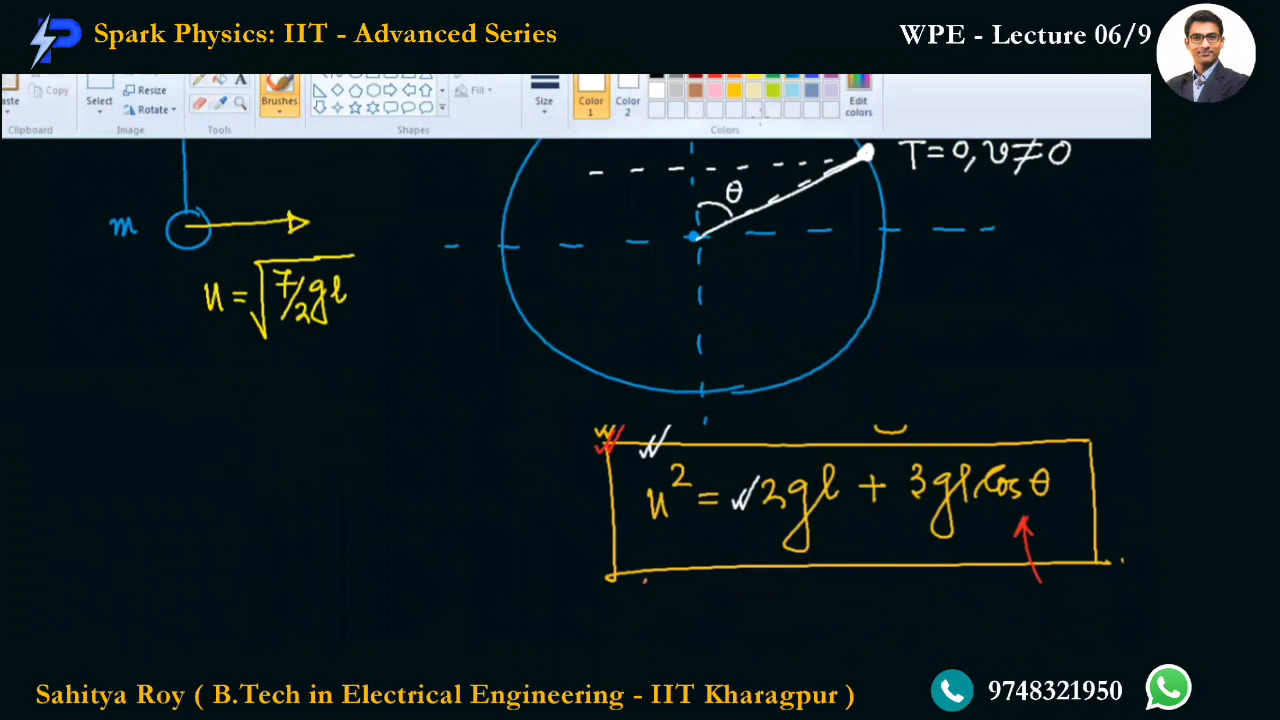 Spark Physics: IIT - Advanced Series
WPE - Lecture 06/9
Copy
Select
Resize
Rotate
A
Brushes
Fill
Size
Color
1
Color
2
Edit
colors
Clipboard
Image
Tools
Shapes
Colors
T=0, v≠0
θ
m
u = √7/2gl
u² = 2gl + 3gl cosθ
Sahitya Roy ( B.Tech in Electrical Engineering - IIT Kharagpur )
9748321950